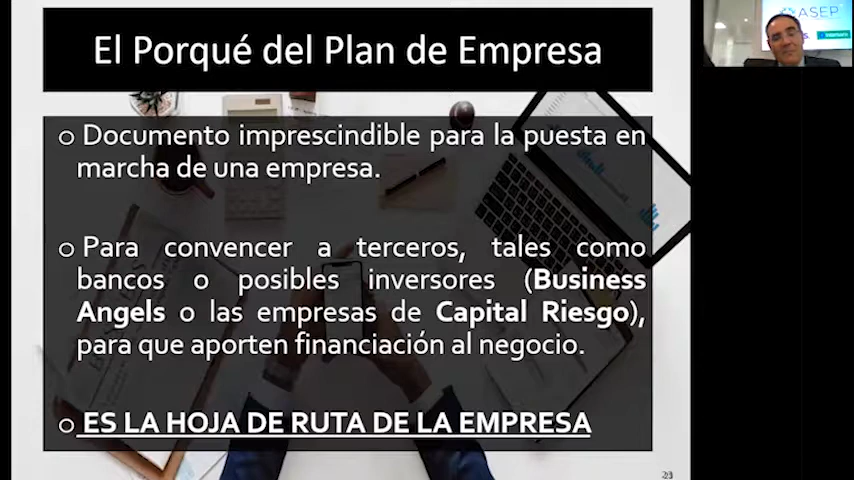 El Porqué del Plan de Empresa
o Documento imprescindible para la puesta en
marcha de una empresa.
o Para convencer a terceros, tales como
bancos o posibles inversores (Business
Angels o las empresas de Capital Riesgo),
para que aporten financiación al negocio.
o ES LA HOJA DE RUTA DE LA EMPRESA
ASEP